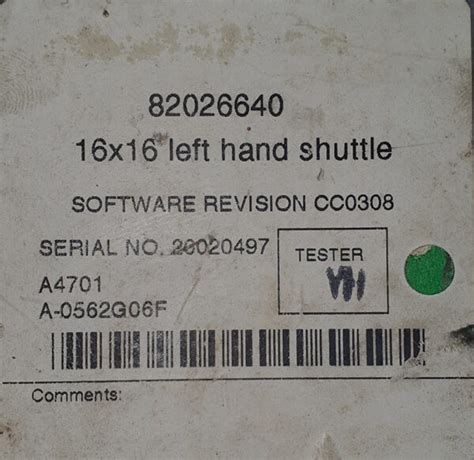 82026640
16x16 left hand shuttle
SOFTWARE REVISION CC0308
SERIAL NO. 26020497
TESTER
A4701
A-0562G06F
Comments: